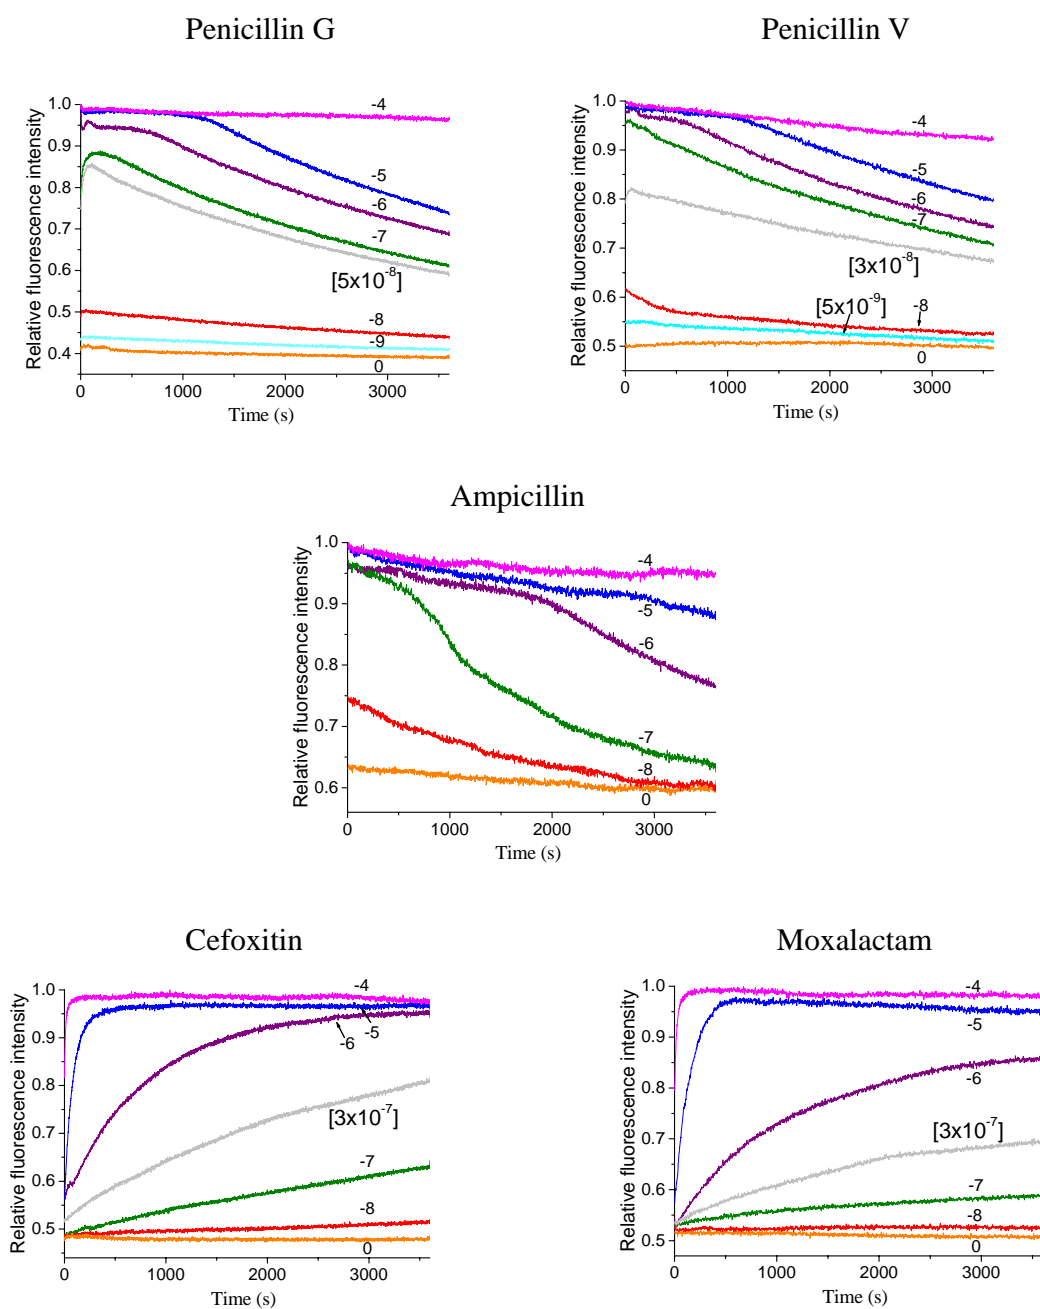 Penicillin G
Penicillin V
Relative fluorescence intensity
1.0
0.9
0.8
0.7
0.6
0.5
0.4
-4
-5
-6
-7
[5x10-8]
-8
-9
0
0 1000 2000 3000
Time (s)
Relative fluorescence intensity
1.0
0.9
0.8
0.7
0.6
0.5
-4
-5
-6
-7
[3x10-8]
[5x10-9]
-8
0
0 1000 2000 3000
Time (s)
Ampicillin
Relative fluorescence intensity
1.0
0.9
0.8
0.7
0.6
-4
-5
-6
-7
-8
0
0 1000 2000 3000
Time (s)
Cefoxitin
Moxalactam
Relative fluorescence intensity
1.0
0.9
0.8
0.7
0.6
0.5
-4
-5
-6
[3x10-7]
-7
-8
0
0 1000 2000 3000
Time (s)
Relative fluorescence intensity
1.0
0.9
0.8
0.7
0.6
0.5
-4
-5
-6
[3x10-7]
-7
-8
0
0 1000 2000 3000
Time (s)